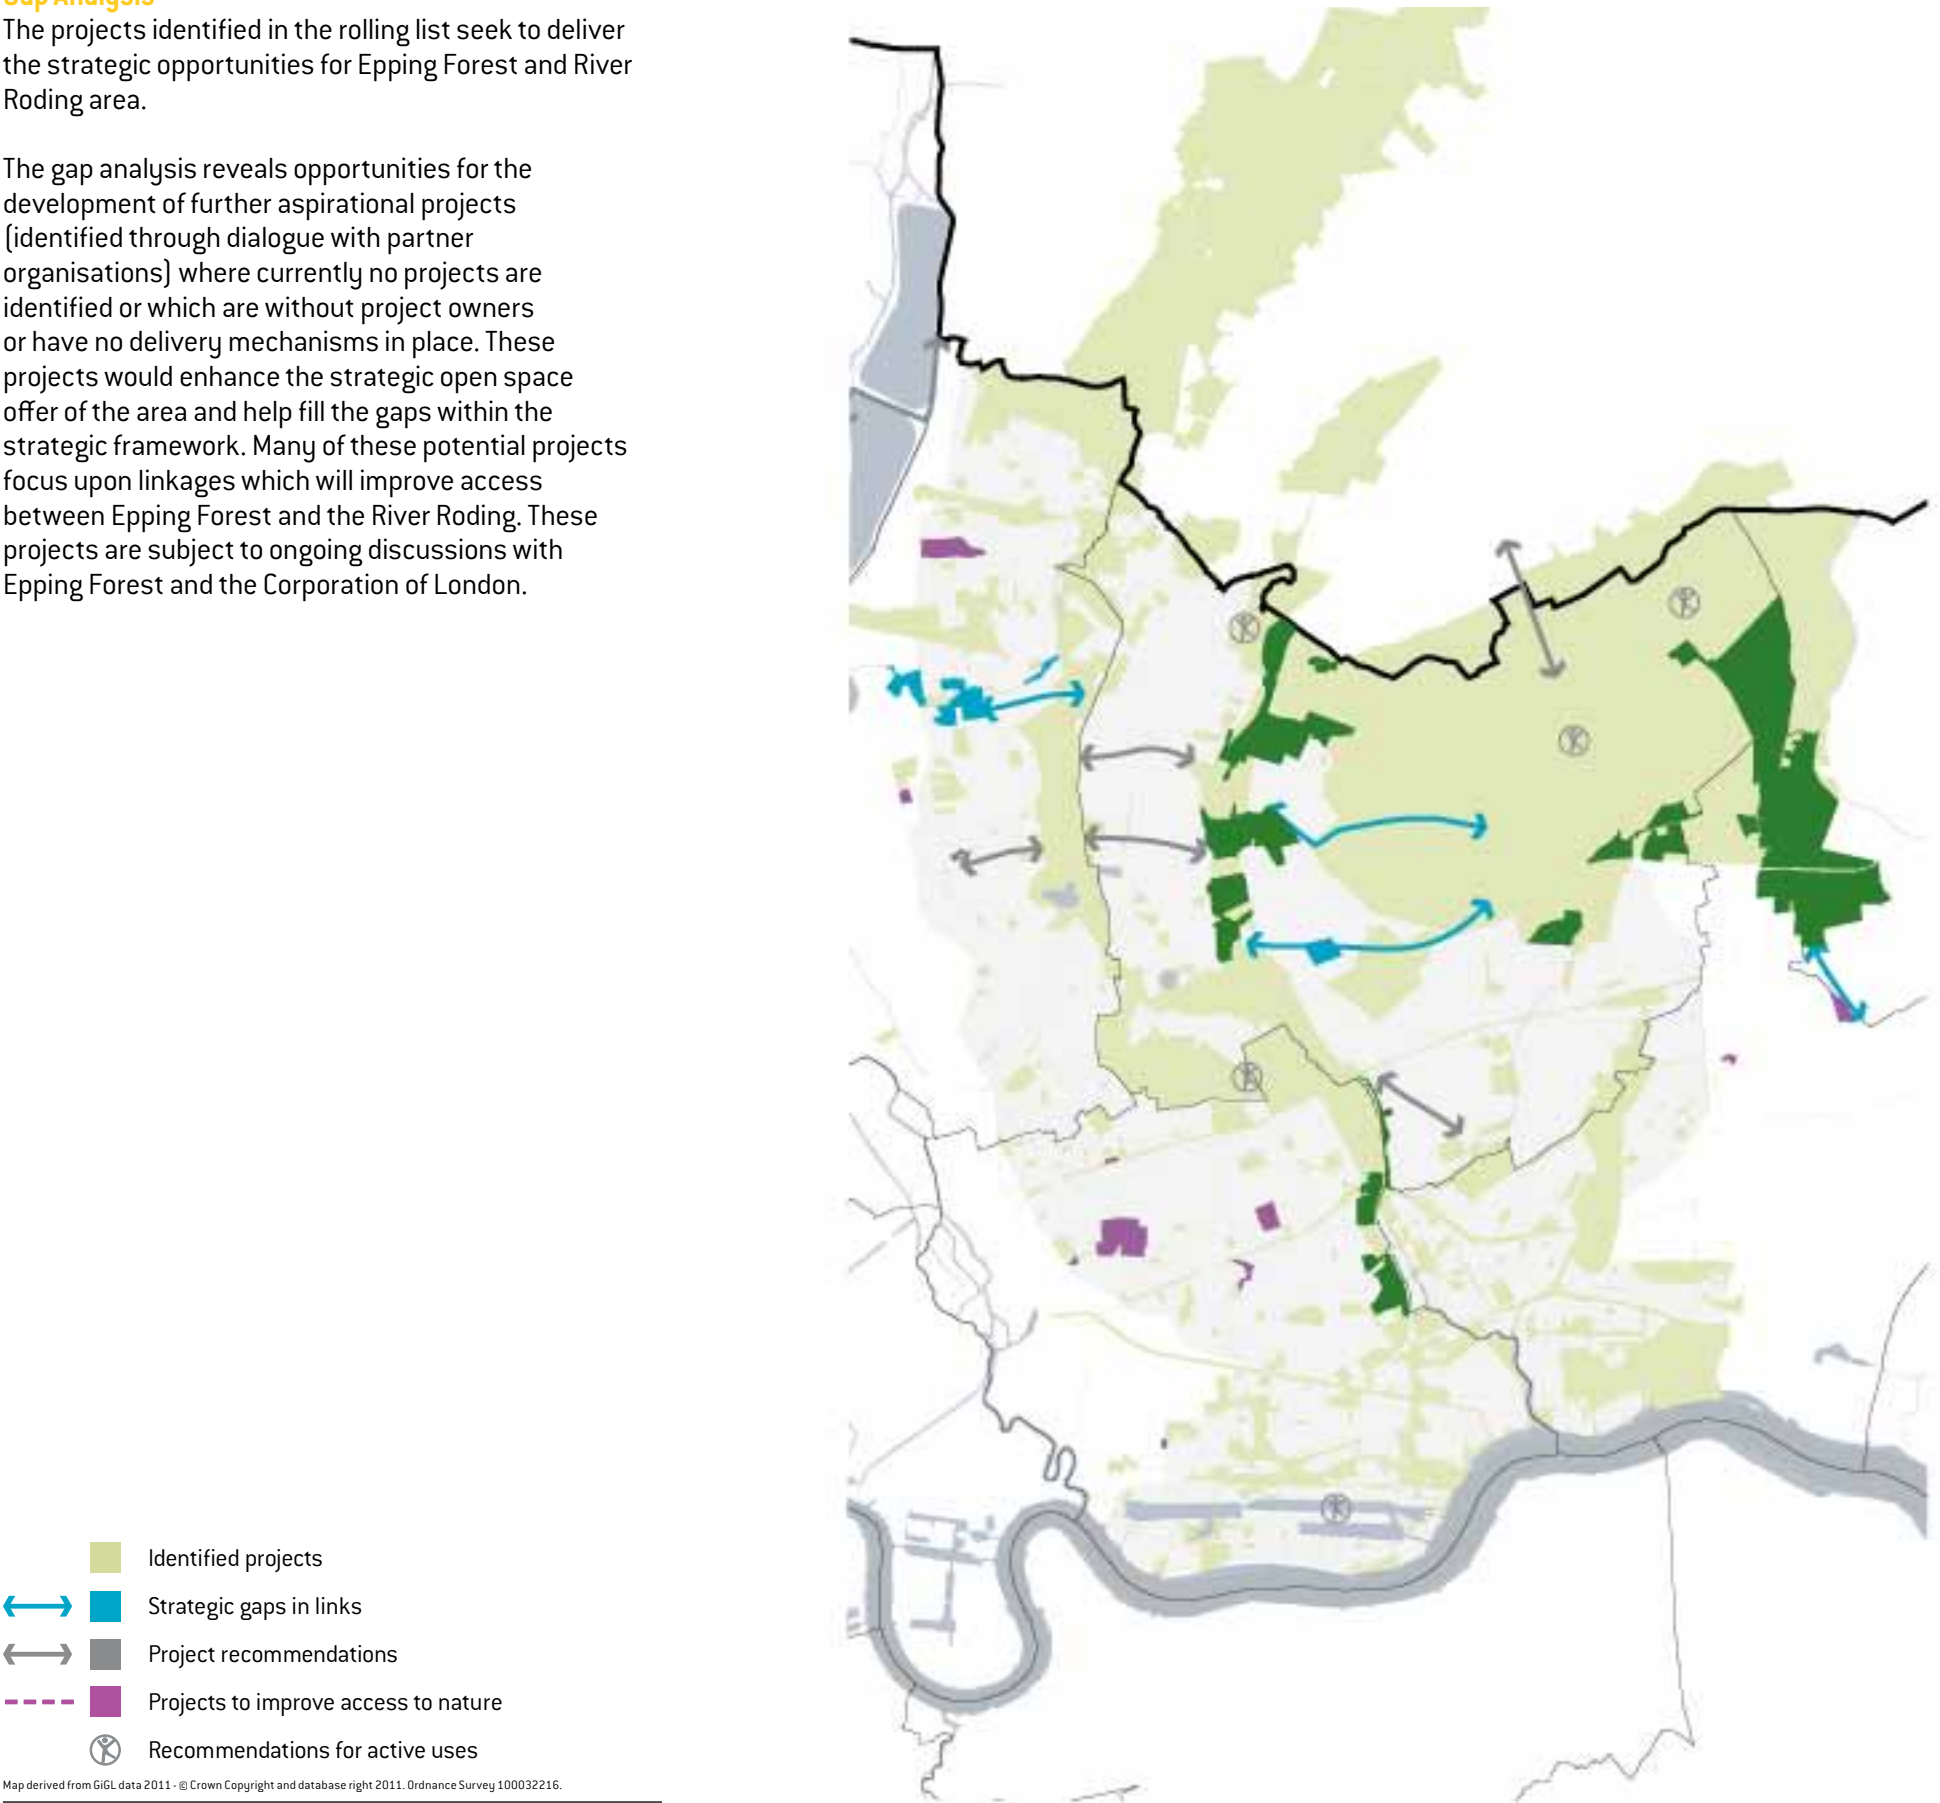 Gap Analysis
The projects identified in the rolling list seek to deliver
the strategic opportunities for Epping Forest and River
Roding area.
The gap analysis reveals opportunities for the
development of further aspirational projects
(identified through dialogue with partner
organisations) where currently no projects are
identified or which are without project owners
or have no delivery mechanisms in place. These
projects would enhance the strategic open space
offer of the area and help fill the gaps within the
strategic framework. Many of these potential projects
focus upon linkages which will improve access
between Epping Forest and the River Roding. These
projects are subject to ongoing discussions with
Epping Forest and the Corporation of London.
Identified projects
Strategic gaps in links
Project recommendations
Projects to improve access to nature
Recommendations for active uses
Map derived from GiGL data 2011 - © Crown Copyright and database right 2011. Ordnance Survey 100032216.